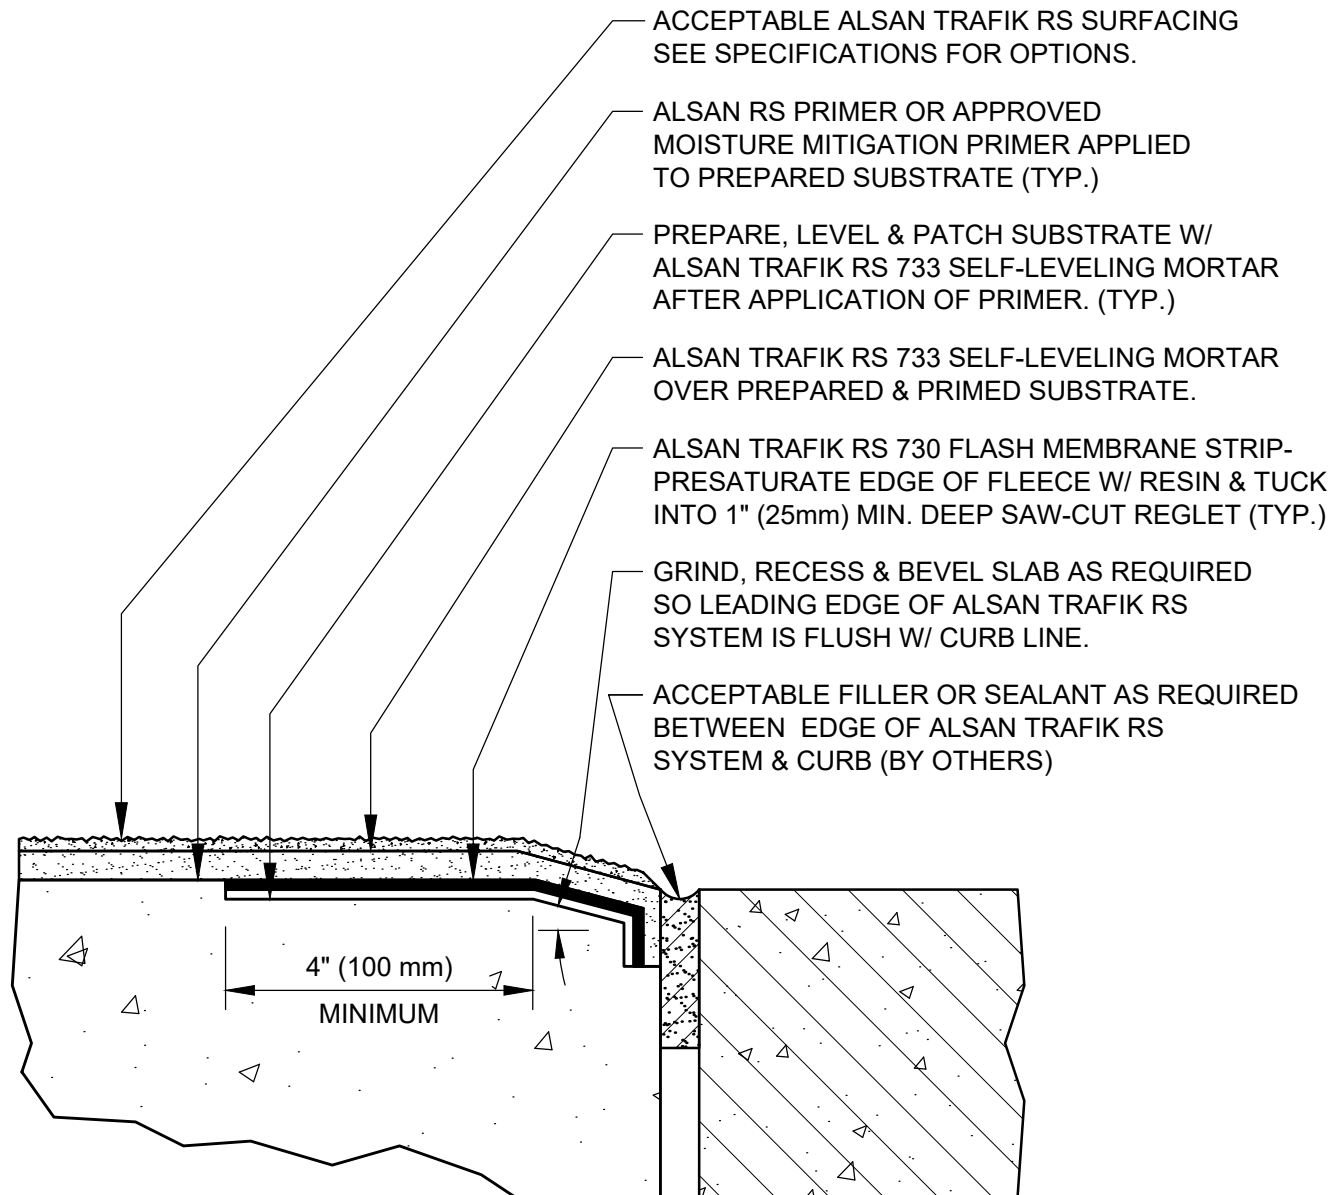 ACCEPTABLE ALSAN TRAFIK RS SURFACING
SEE SPECIFICATIONS FOR OPTIONS.
ALSAN RS PRIMER OR APPROVED
MOISTURE MITIGATION PRIMER APPLIED
TO PREPARED SUBSTRATE (TYP.)
PREPARE, LEVEL & PATCH SUBSTRATE W/
ALSAN TRAFIK RS 733 SELF-LEVELING MORTAR
AFTER APPLICATION OF PRIMER. (TYP.)
ALSAN TRAFIK RS 733 SELF-LEVELING MORTAR
OVER PREPARED & PRIMED SUBSTRATE.
ALSAN TRAFIK RS 730 FLASH MEMBRANE STRIP-
PRESATURATE EDGE OF FLEECE W/ RESIN & TUCK
INTO 1" (25mm) MIN. DEEP SAW-CUT REGLET (TYP.)
GRIND, RECESS & BEVEL SLAB AS REQUIRED
SO LEADING EDGE OF ALSAN TRAFIK RS
SYSTEM IS FLUSH W/ CURB LINE.
ACCEPTABLE FILLER OR SEALANT AS REQUIRED
BETWEEN EDGE OF ALSAN TRAFIK RS
SYSTEM & CURB (BY OTHERS)
4" (100 mm)
MINIMUM